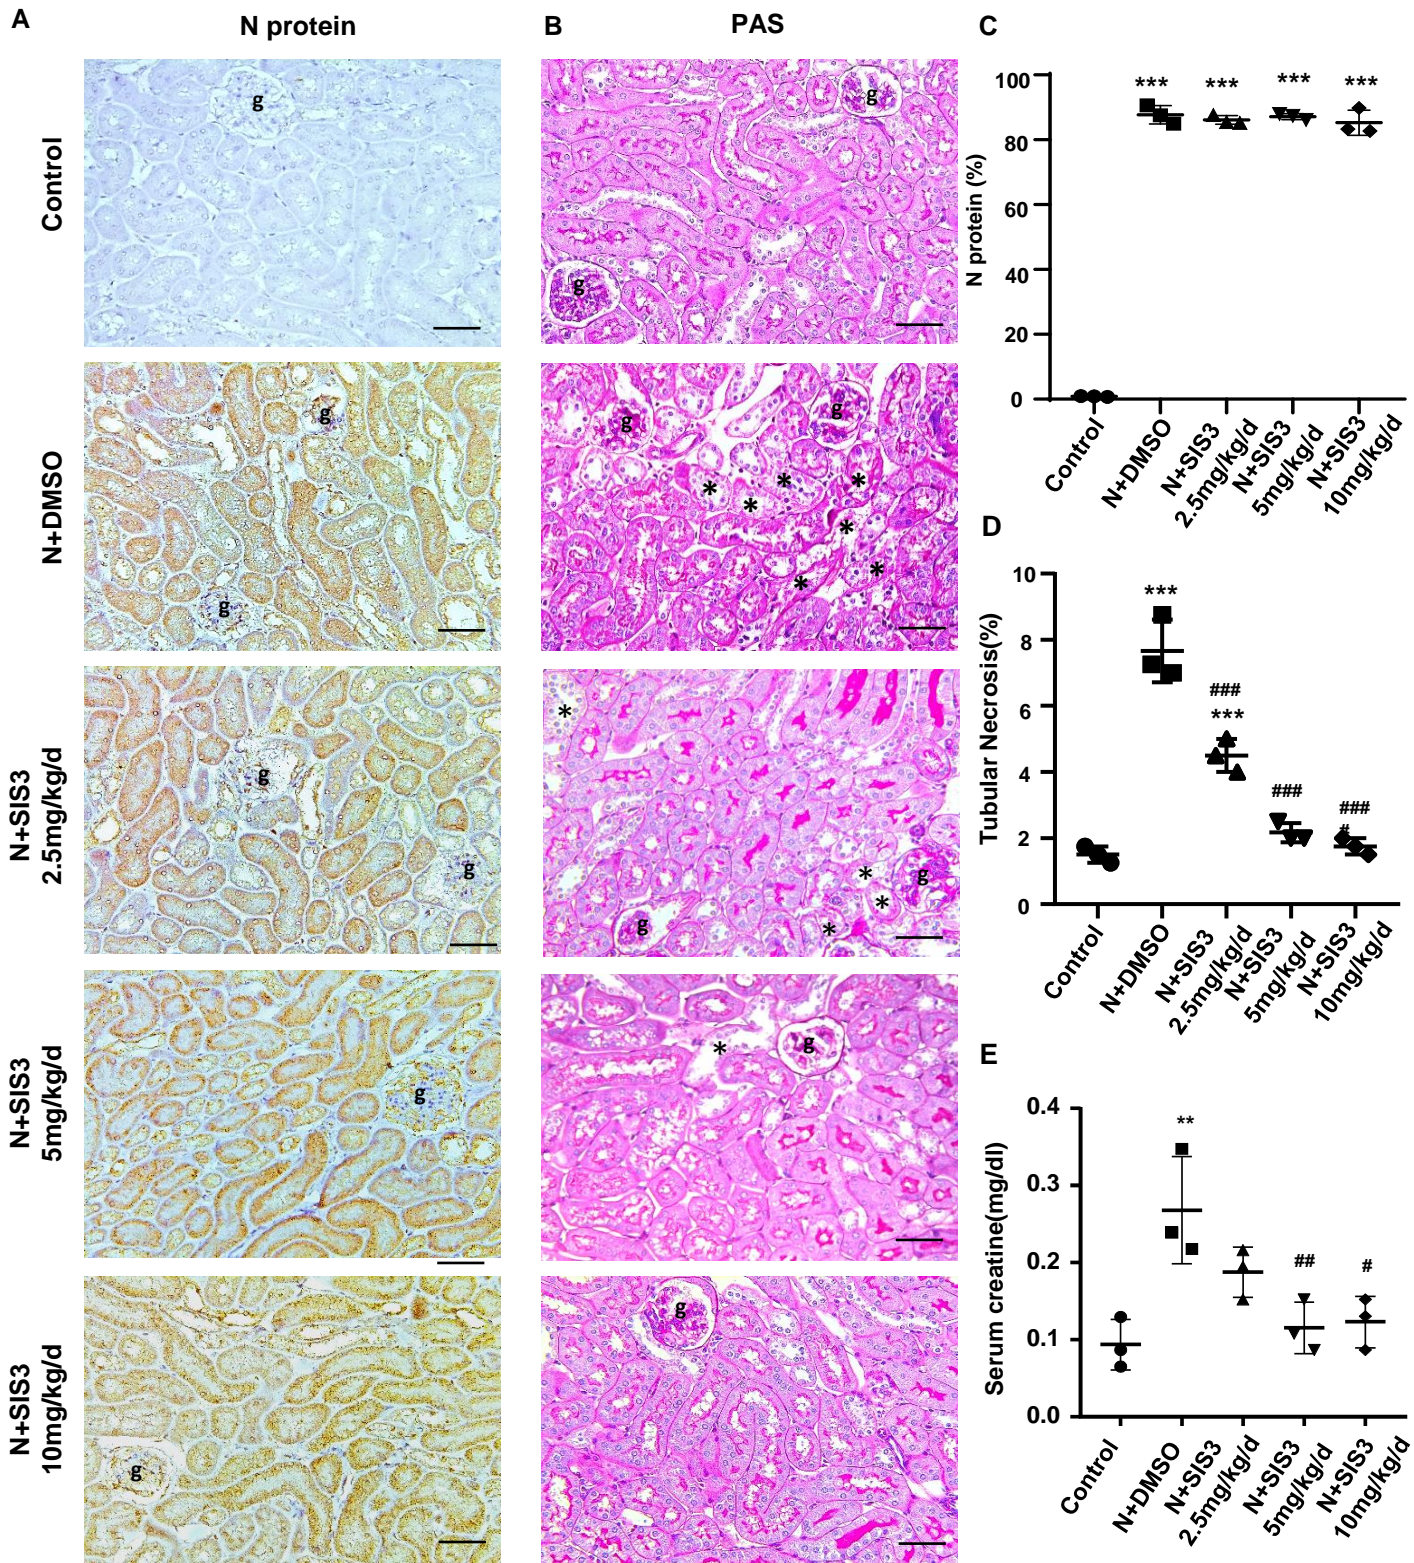 A
N protein
B
PAS
C
Control
g
g
g
N+DMSO
g
g
g
g
* * * * * * *
N+SIS3
2.5mg/kg/d
g
g
g
g
* * * *
N+SIS3
5mg/kg/d
g
g
*
N+SIS3
10mg/kg/d
g
g
N protein (%)
100
80
60
40
20
0
*** *** *** ***
Control
N+DMSO
N+SIS3
2.5mg/kg/d
N+SIS3
5mg/kg/d
N+SIS3
10mg/kg/d
D
Tubular Necrosis(%)
10
8
6
4
2
0
***
###
***
###
###
#
Control
N+DMSO
N+SIS3
2.5mg/kg/d
N+SIS3
5mg/kg/d
N+SIS3
10mg/kg/d
E
Serum creatine(mg/dl)
0.4
0.3
0.2
0.1
0.0
**
##
#
Control
N+DMSO
N+SIS3
2.5mg/kg/d
N+SIS3
5mg/kg/d
N+SIS3
10mg/kg/d